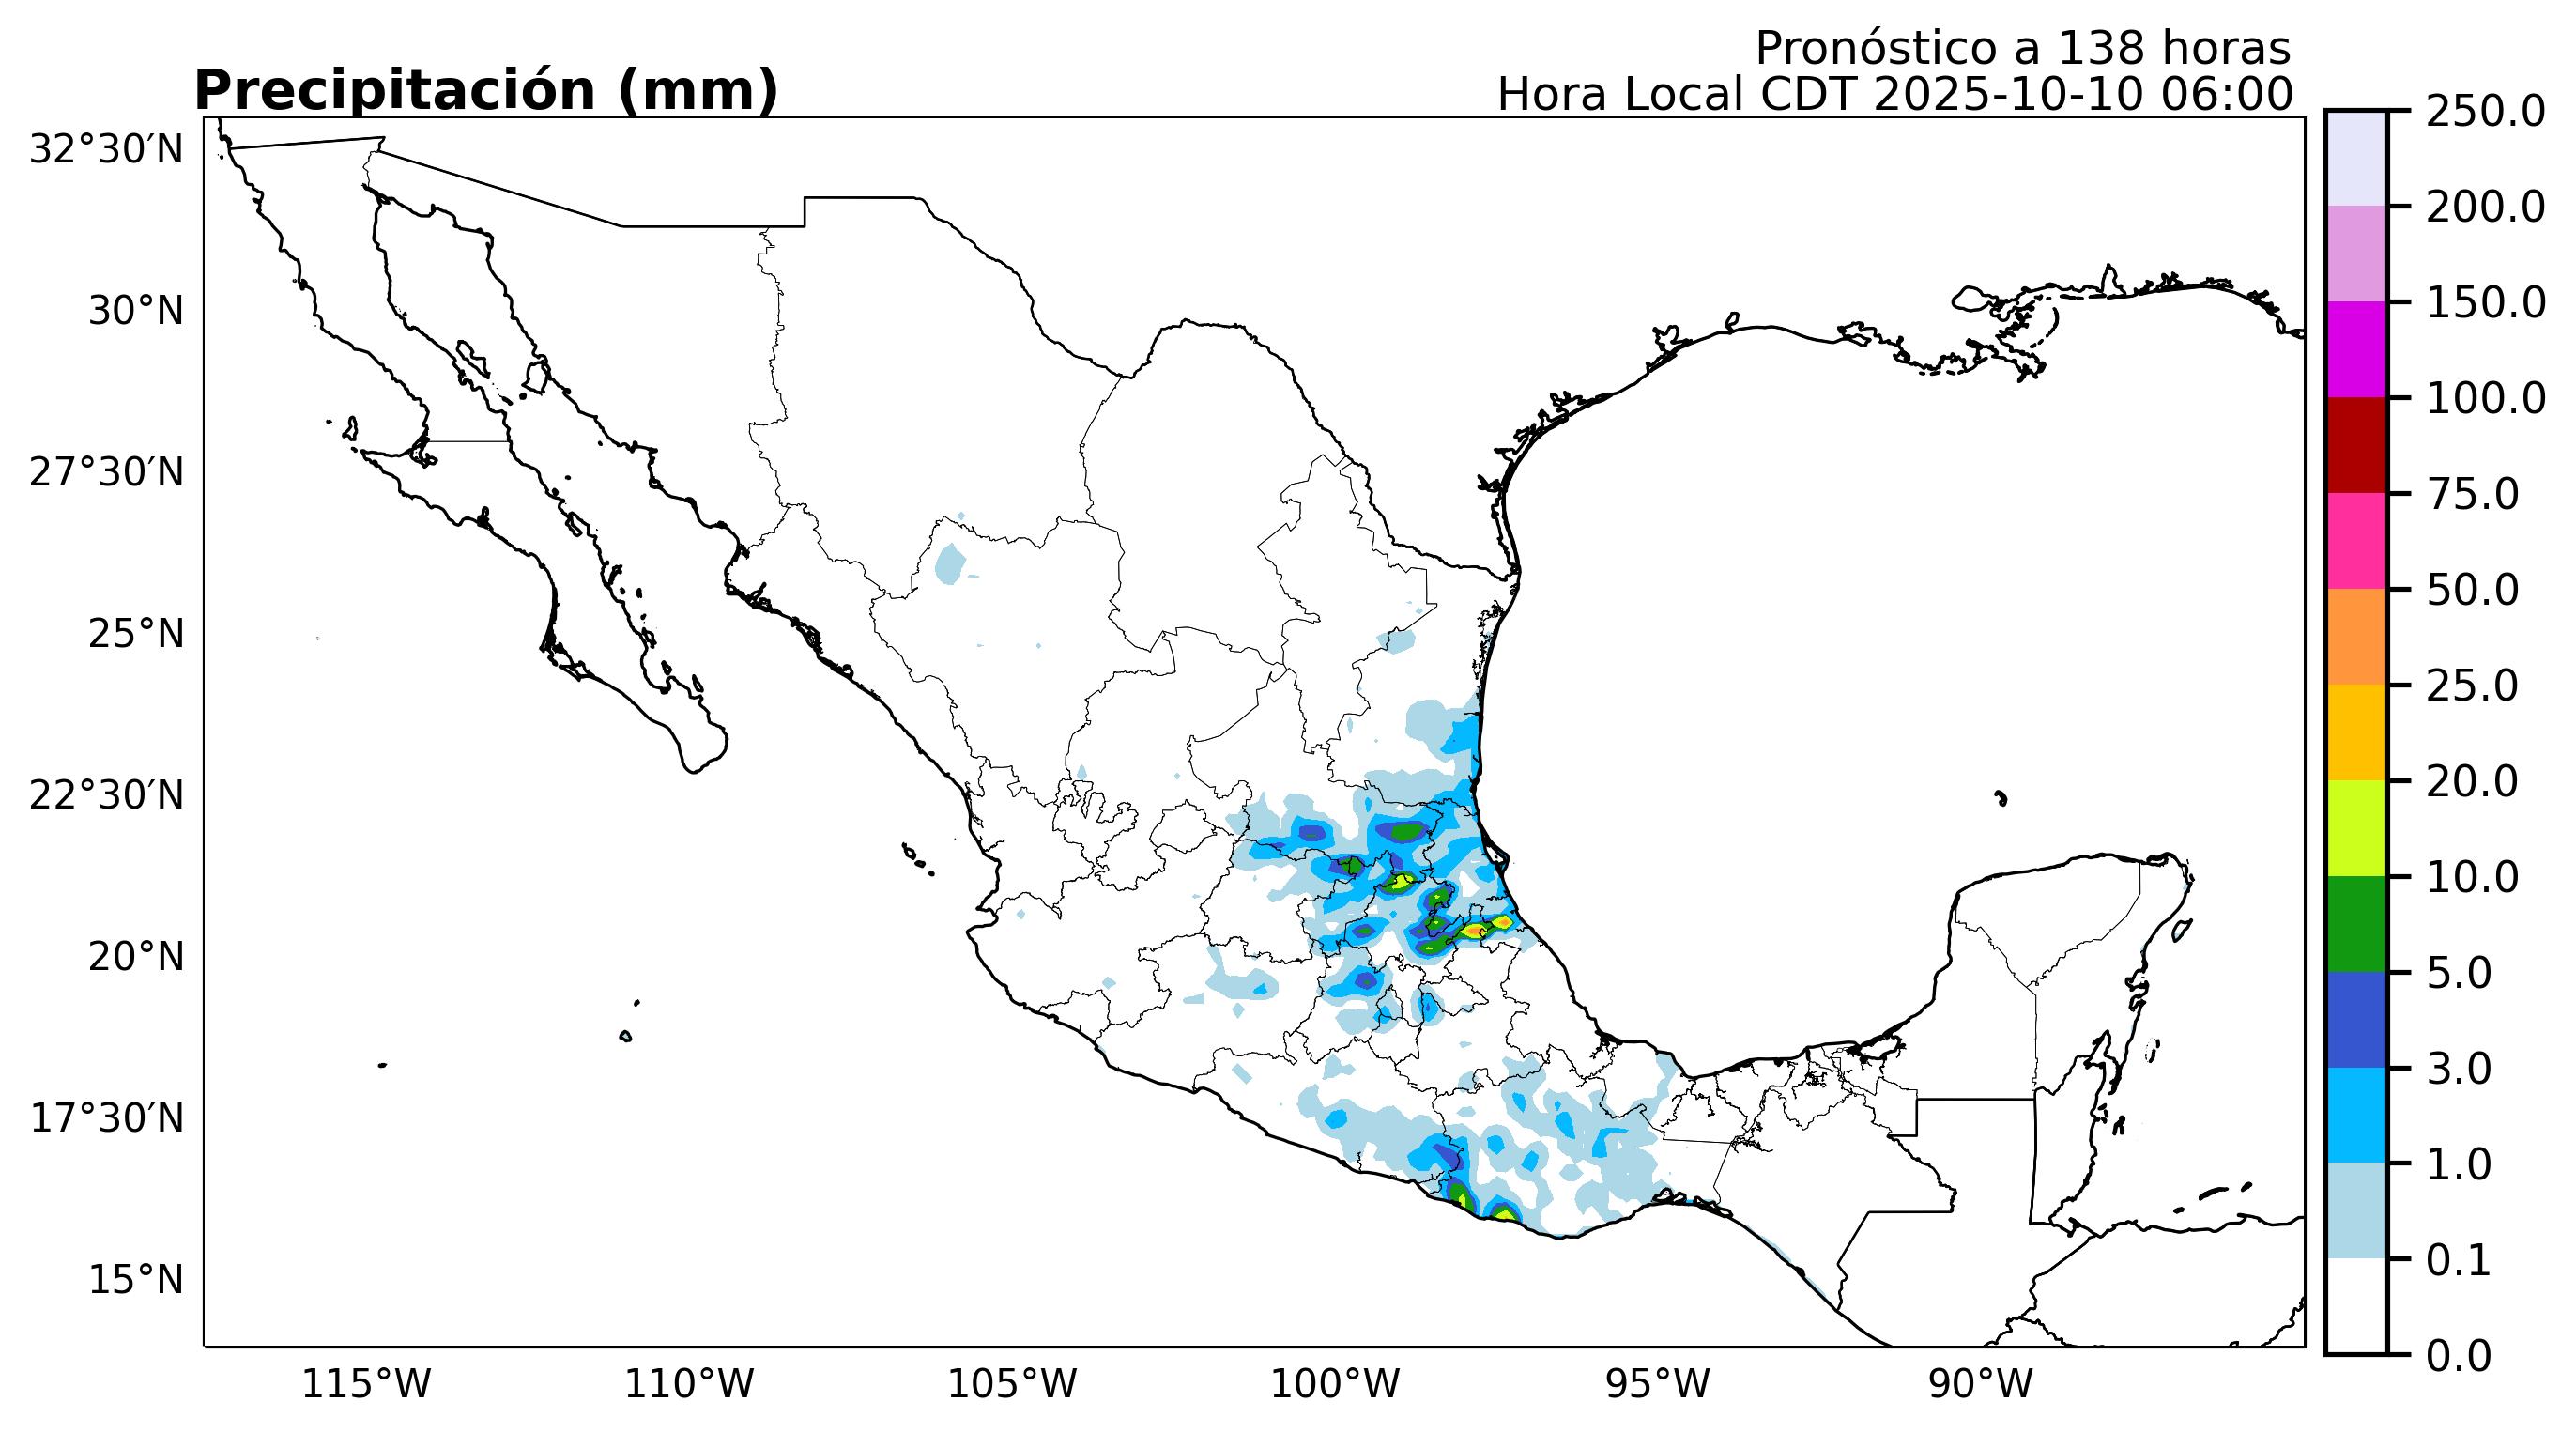 Pronóstico a 138 horas
Precipitación (mm)
Hora Local CDT 2025-10-10 06:00
32°30′N
30°N
27°30′N
25°N
22°30′N
20°N
17°30′N
15°N
115°W
110°W
105°W
100°W
95°W
90°W
250.0
200.0
150.0
100.0
75.0
50.0
25.0
20.0
10.0
5.0
3.0
1.0
0.1
0.0